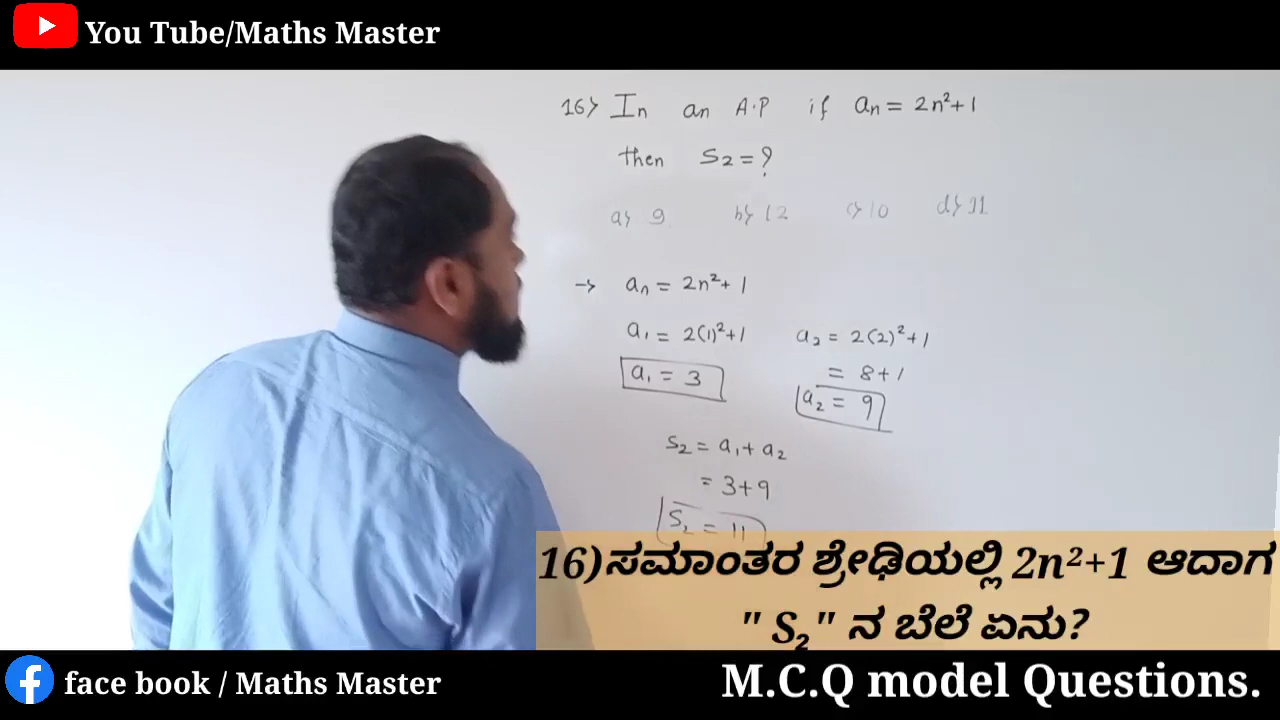 You Tube/Maths Master
16) In an A.P if aₙ = 2n²+1
then S₂ = ?
a) 9 b) 12 c) 10 d) 11
→ aₙ = 2n²+1
a₁ = 2(1)²+1 a₂ = 2(2)²+1
= 8+1
a₁ = 3 a₂ = 9
S₂ = a₁+a₂
= 3+9
S₂ = 11
16)ಸಮಾಂತರ ಶ್ರೇಢಿಯಲ್ಲಿ 2n²+1 ಆದಾಗ
" S₂" ನ ಬೆಲೆ ಏನು?
face book / Maths Master
M.C.Q model Questions.